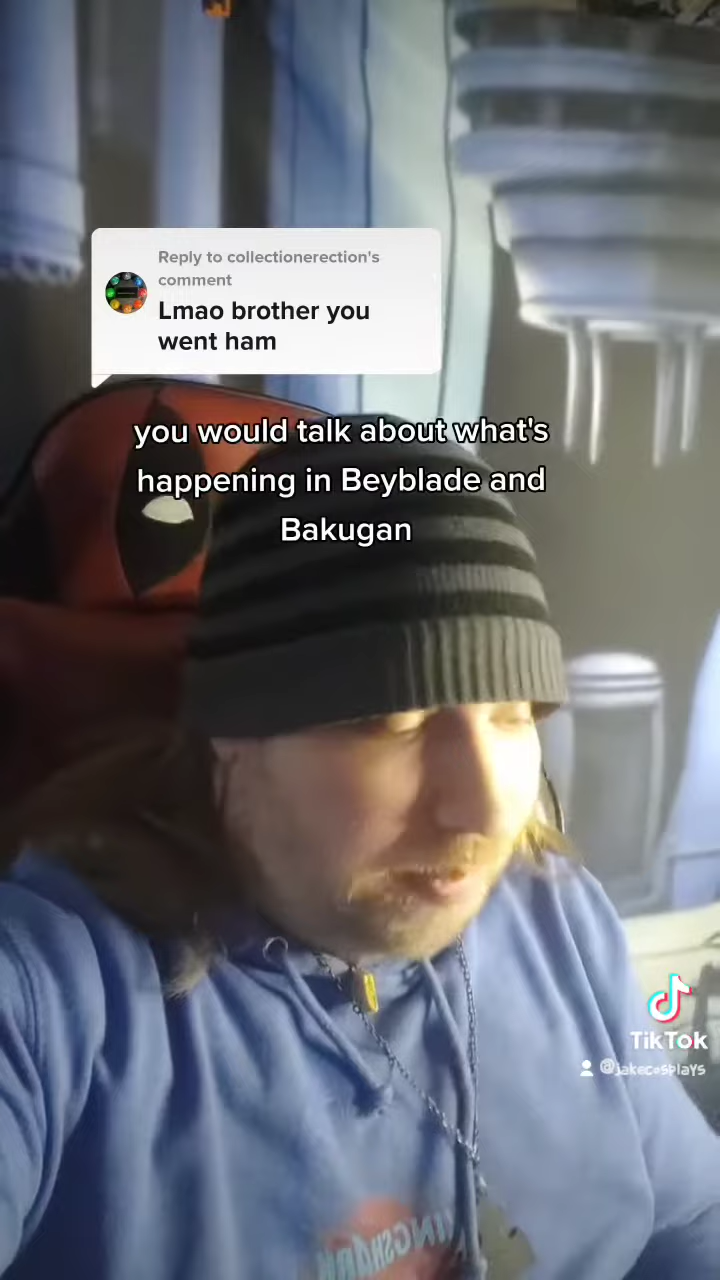 Reply to collectionerection's
comment
Lmao brother you
went ham
you would talk about what's
happening in Beyblade and
Bakugan
TikTok
@jakecosplays